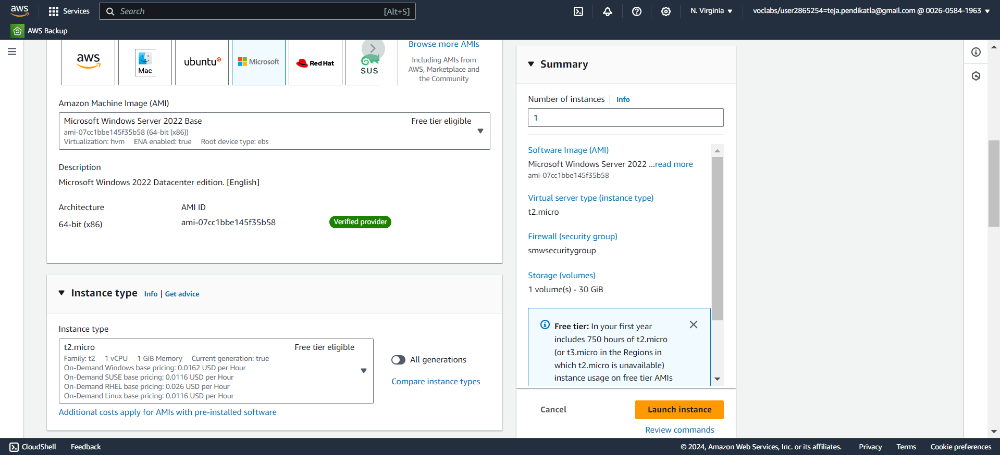 aws
Services
Search
[Alt+S]
N. Virginia
voclabs/user2865254=teja.pendikatla@gmail.com @ 0026-0584-1963
AWS Backup
aws
Mac
ubuntu
Microsoft
Red Hat
SUS
Browse more AMIs
Including AMIs from
AWS, Marketplace and
the Community
Amazon Machine Image (AMI)
Microsoft Windows Server 2022 Base
Free tier eligible
ami-07cc1bbe145f35b58 (64-bit (x86))
Virtualization: hvm ENA enabled: true Root device type: ebs
Description
Microsoft Windows 2022 Datacenter edition. [English]
Architecture
AMI ID
64-bit (x86)
ami-07cc1bbe145f35b58
Verified provider
Instance type
Info | Get advice
Instance type
t2.micro
Free tier eligible
Family: t2 1 vCPU 1 GiB Memory Current generation: true
On-Demand Windows base pricing: 0.0162 USD per Hour
On-Demand SUSE base pricing: 0.0116 USD per Hour
On-Demand RHEL base pricing: 0.026 USD per Hour
On-Demand Linux base pricing: 0.0116 USD per Hour
All generations
Compare instance types
Additional costs apply for AMIs with pre-installed software
Summary
Number of instances
Info
1
Software Image (AMI)
Microsoft Windows Server 2022 ...read more
ami-07cc1bbe145f35b58
Virtual server type (instance type)
t2.micro
Firewall (security group)
smwsecuritygroup
Storage (volumes)
1 volume(s) - 30 GiB
Free tier: In your first year
includes 750 hours of t2.micro
(or t3.micro in the Regions in
which t2.micro is unavailable)
instance usage on free tier AMIs
Cancel
Launch instance
Review commands
CloudShell
Feedback
© 2024, Amazon Web Services, Inc. or its affiliates.
Privacy
Terms
Cookie preferences